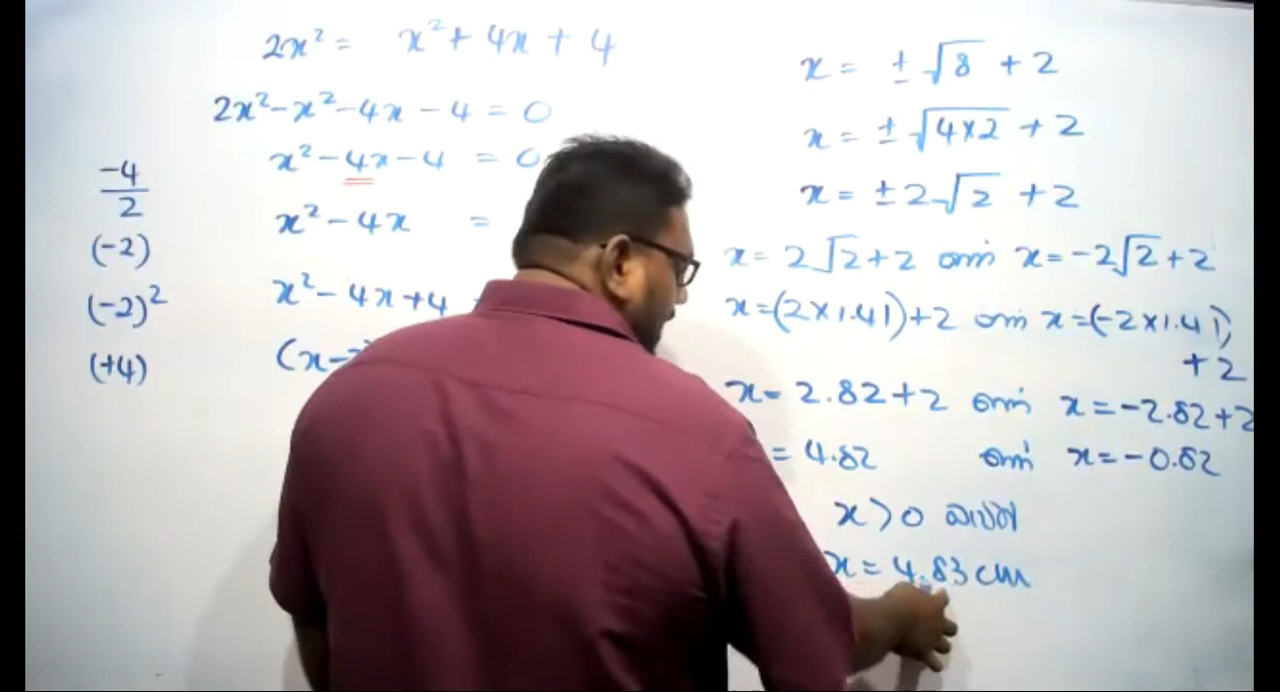 2x² = x² + 4x + 4
2x² - x² - 4x - 4 = 0
x² - 4x - 4 = 0
x² - 4x =
x² - 4x + 4
(x - 2
-4/2
(-2)
(-2)²
(+4)
x = ±√8 + 2
x = ±√4×2 + 2
x = ±2√2 + 2
x = 2√2 + 2 හෝ x = -2√2 + 2
x = (2×1.41) + 2 හෝ x = (-2×1.41)
+ 2
x = 2.82 + 2 හෝ x = -2.82 + 2
= 4.82 හෝ x = -0.82
x > 0
x = 4.83 cm